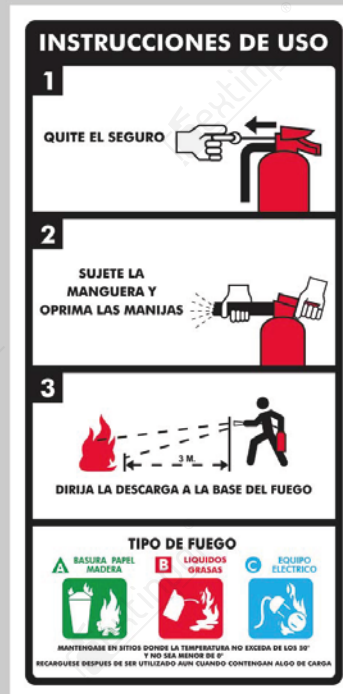 INSTRUCCIONES DE USO
1
QUITE EL SEGURO
2
SUJETE LA
MANGUERA Y
OPRIMA LAS MANIJAS
3
3 M.
DIRIJA LA DESCARGA A LA BASE DEL FUEGO
TIPO DE FUEGO
A BASURA PAPEL
MADERA
B LIQUIDOS
GRASAS
C EQUIPO
ELECTRICO
MANTENGASE EN SITIOS DONDE LA TEMPERATURA NO EXCEDA DE LOS 50°
Y NO SEA MENOR DE 0°
RECARGUESE DESPUES DE SER UTILIZADO AUN CUANDO CONTENGAN ALGO DE CARGA